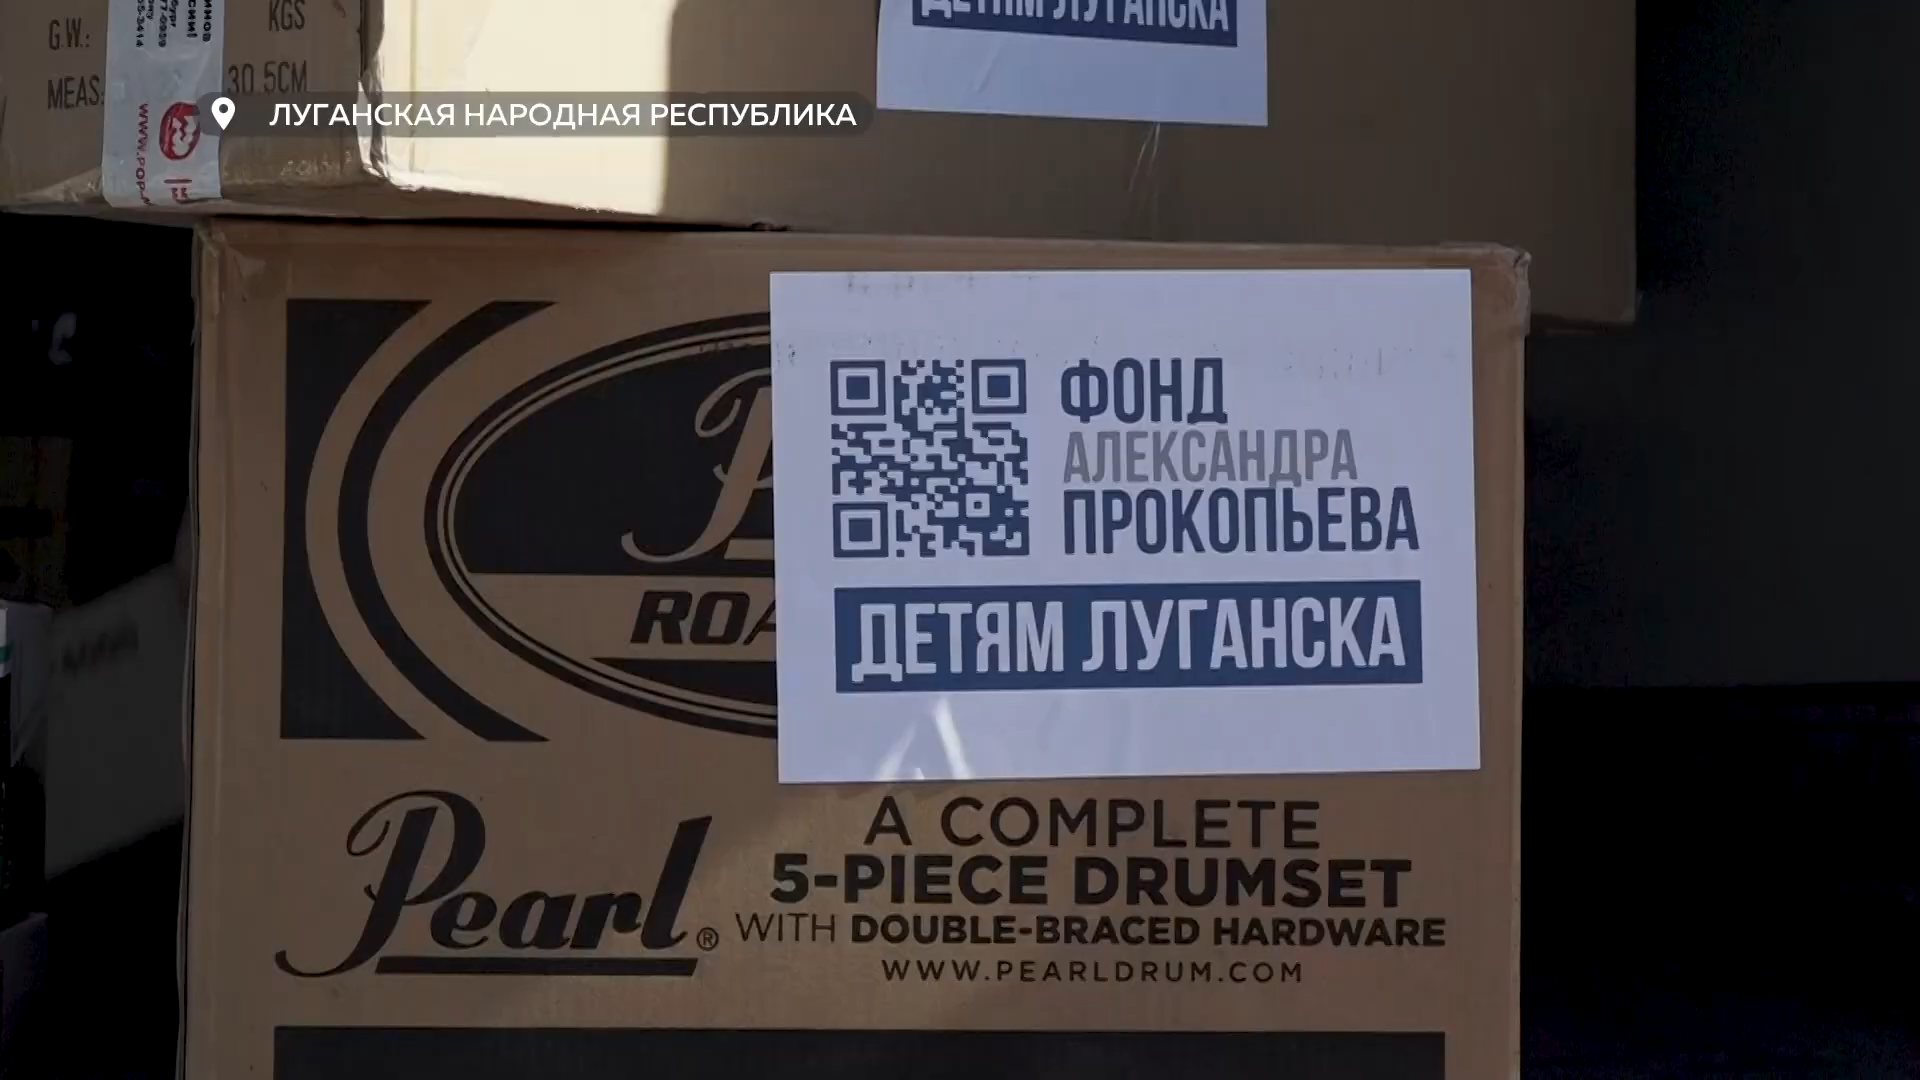 G.W.:
KGS
MEAS:
30.5CM
ДЕТЯМ ЛУГАНСКА
ЛУГАНСКАЯ НАРОДНАЯ РЕСПУБЛИКА
ФОНД
АЛЕКСАНДРА
ПРОКОПЬЕВА
ДЕТЯМ ЛУГАНСКА
Pearl®
A COMPLETE
5-PIECE DRUMSET
WITH DOUBLE-BRACED HARDWARE
WWW.PEARLDRUM.COM